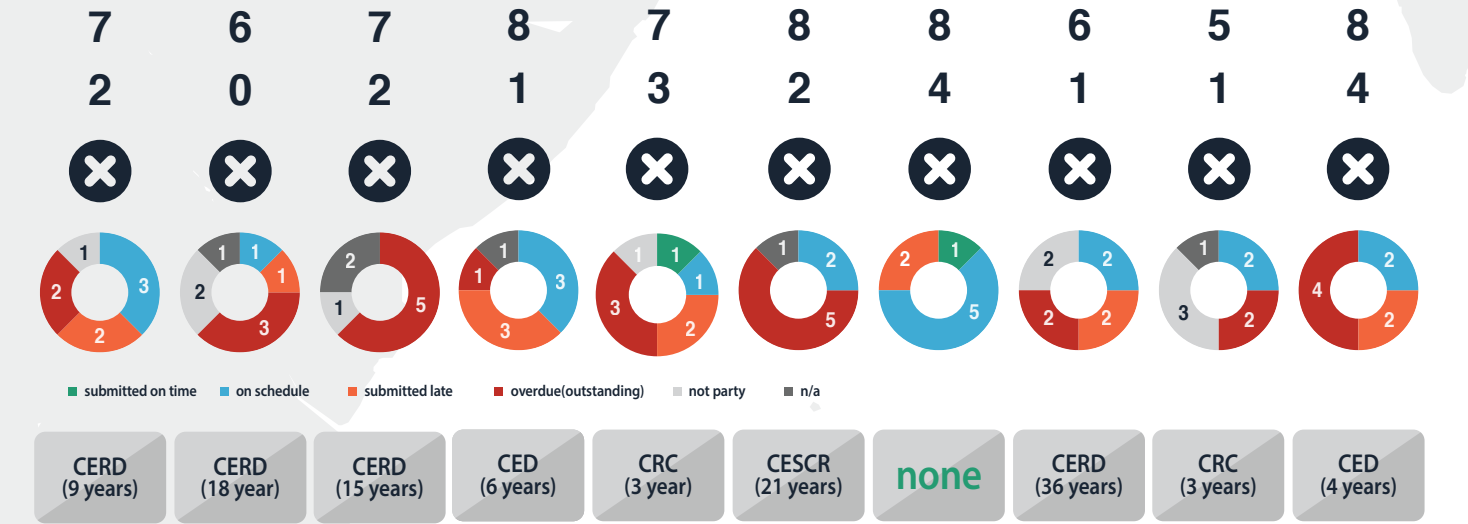 7 6 7 8 7 8 8 6 5 8
2 0 2 1 3 2 4 1 1 4
1 3 2 2
1 1 1 3 2
2 5 1
1 3 3 1
1 1 1 2 3
1 2 5
1 5 2
2 2 2 2
1 2 2 3
2 2 4
submitted on time on schedule submitted late overdue(outstanding) not party n/a
CERD CERD CERD CED CRC CESCR none CERD CRC CED
(9 years) (18 year) (15 years) (6 years) (3 year) (21 years) (36 years) (3 years) (4 years)